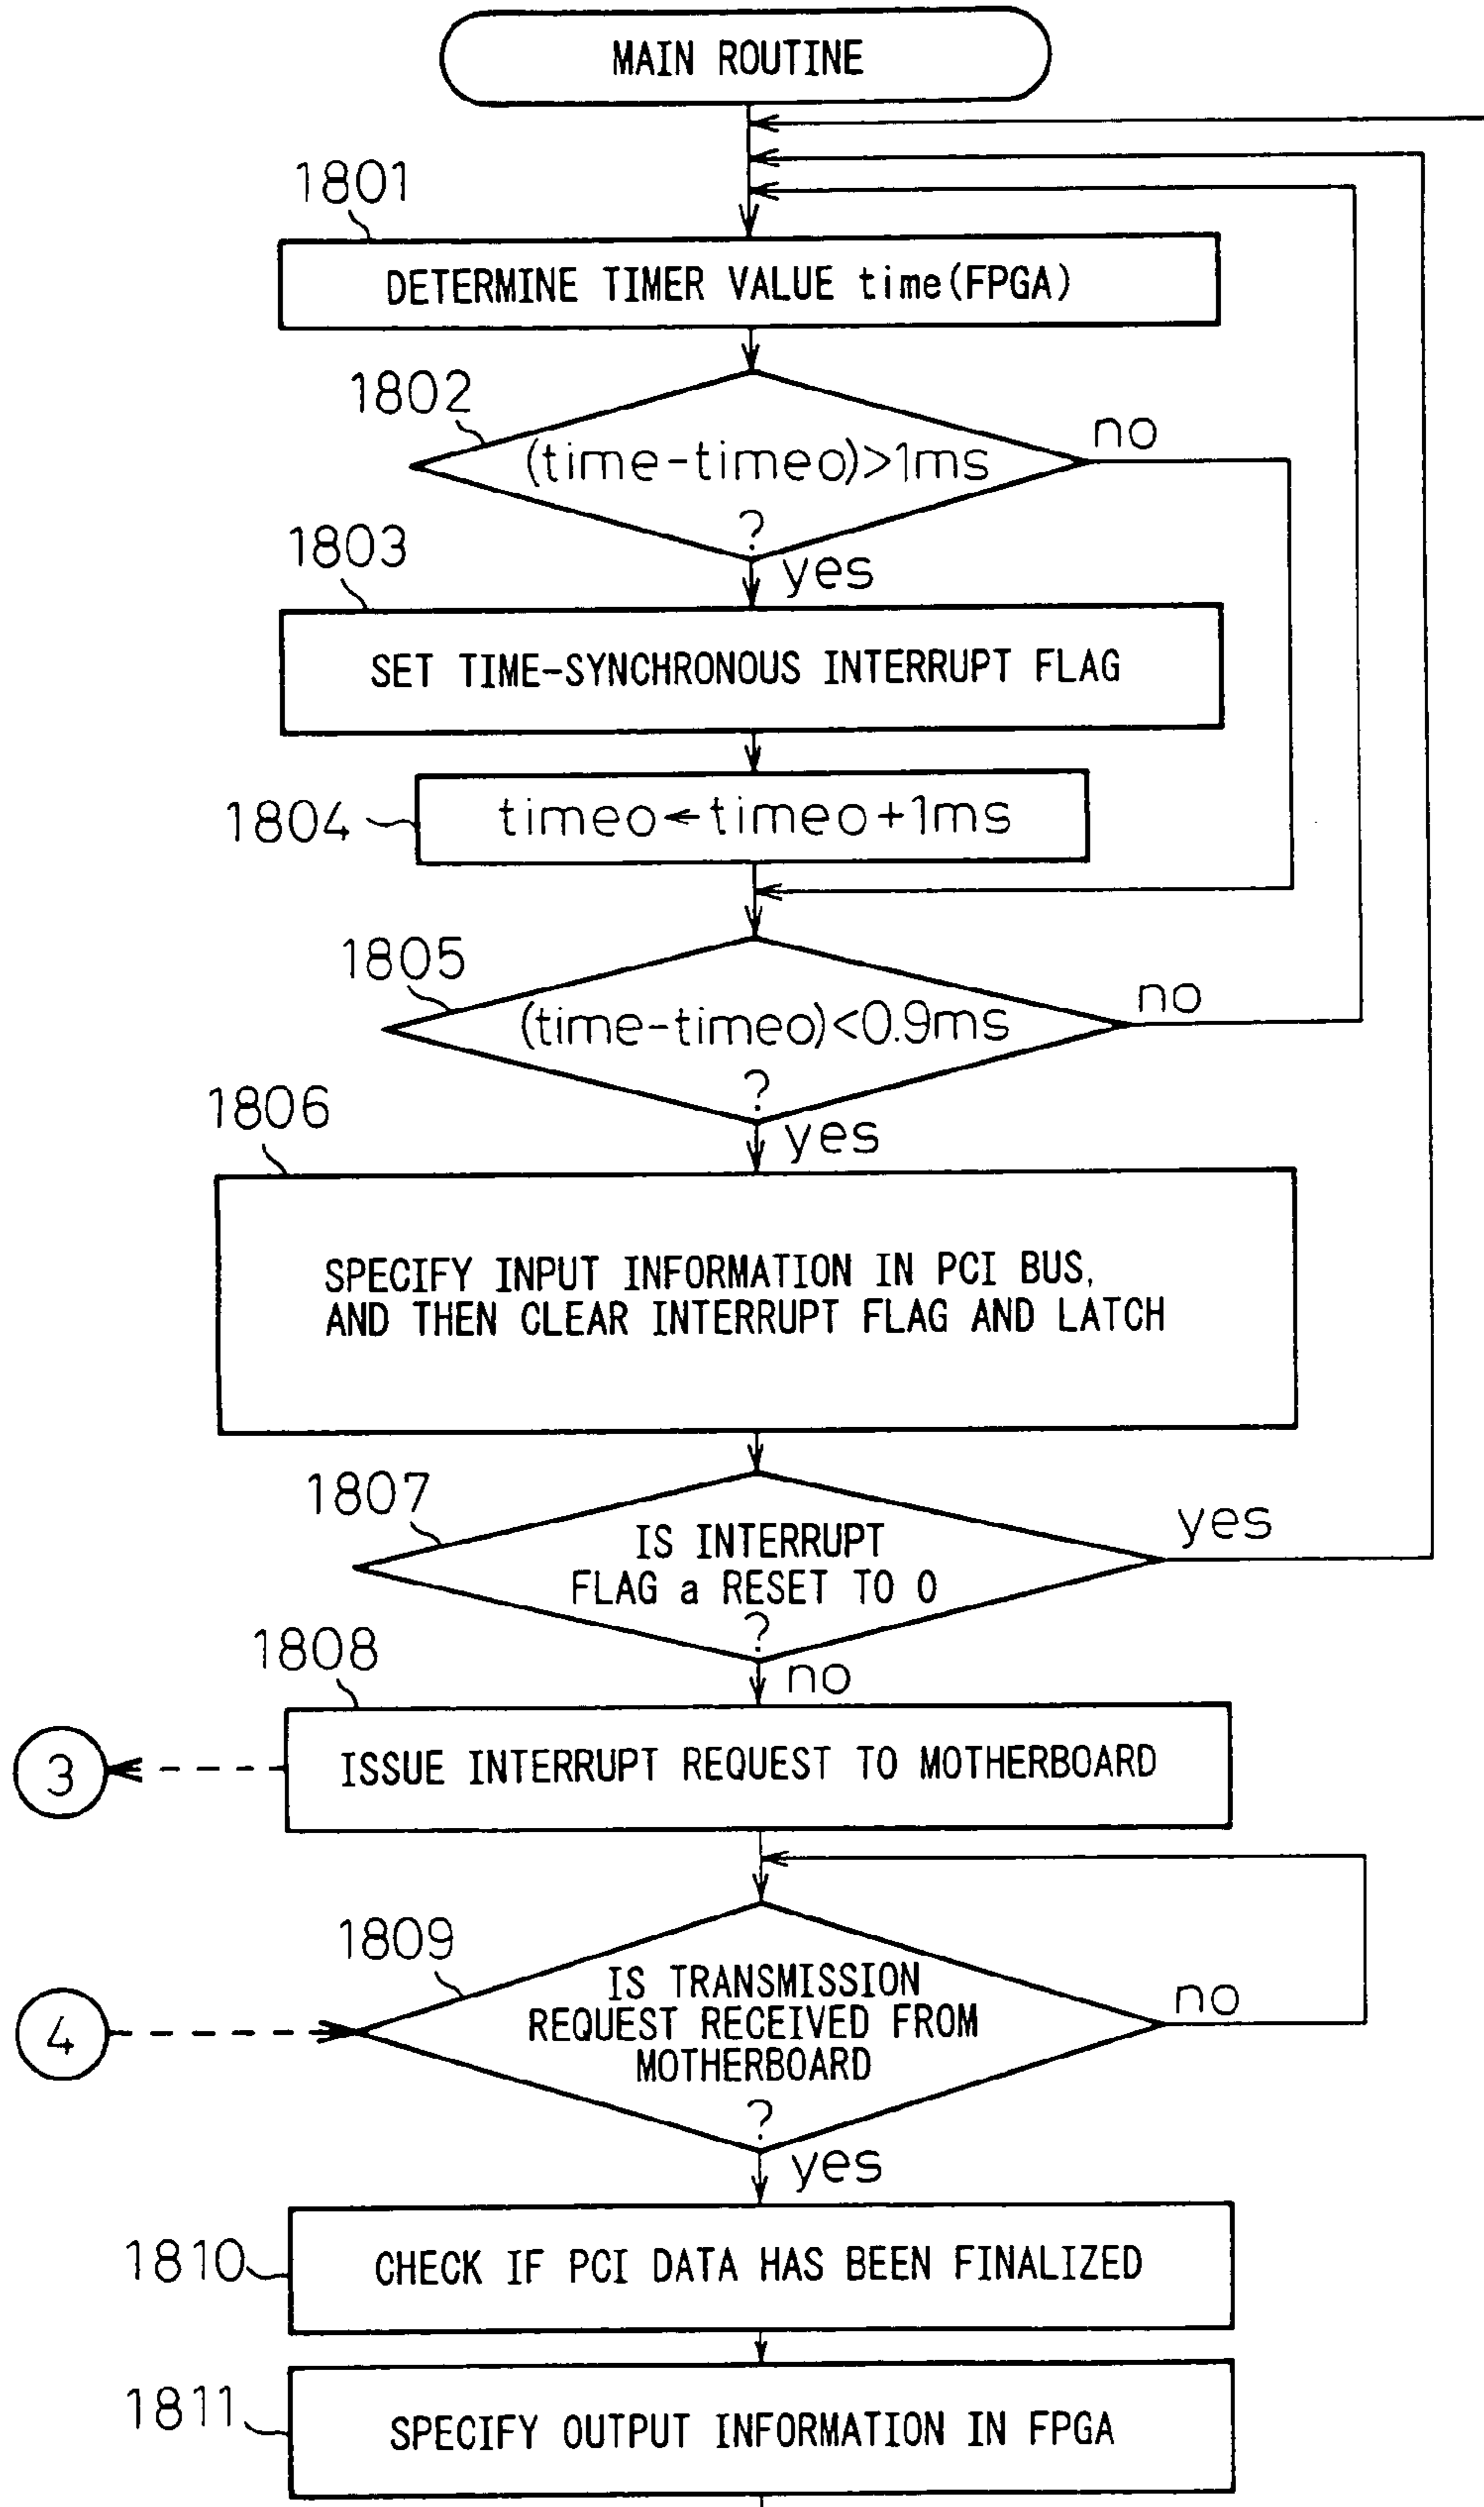 MAIN ROUTINE
1801
DETERMINE TIMER VALUE time(FPGA)
1802
(time-timeo)>1ms
?
no
yes
1803
SET TIME-SYNCHRONOUS INTERRUPT FLAG
1804
timeo←timeo+1ms
1805
(time-timeo)<0.9ms
?
no
yes
1806
SPECIFY INPUT INFORMATION IN PCI BUS,
AND THEN CLEAR INTERRUPT FLAG AND LATCH
1807
IS INTERRUPT
FLAG a RESET TO 0
?
yes
no
1808
ISSUE INTERRUPT REQUEST TO MOTHERBOARD
3
1809
IS TRANSMISSION
REQUEST RECEIVED FROM
MOTHERBOARD
?
no
4
yes
1810
CHECK IF PCI DATA HAS BEEN FINALIZED
1811
SPECIFY OUTPUT INFORMATION IN FPGA